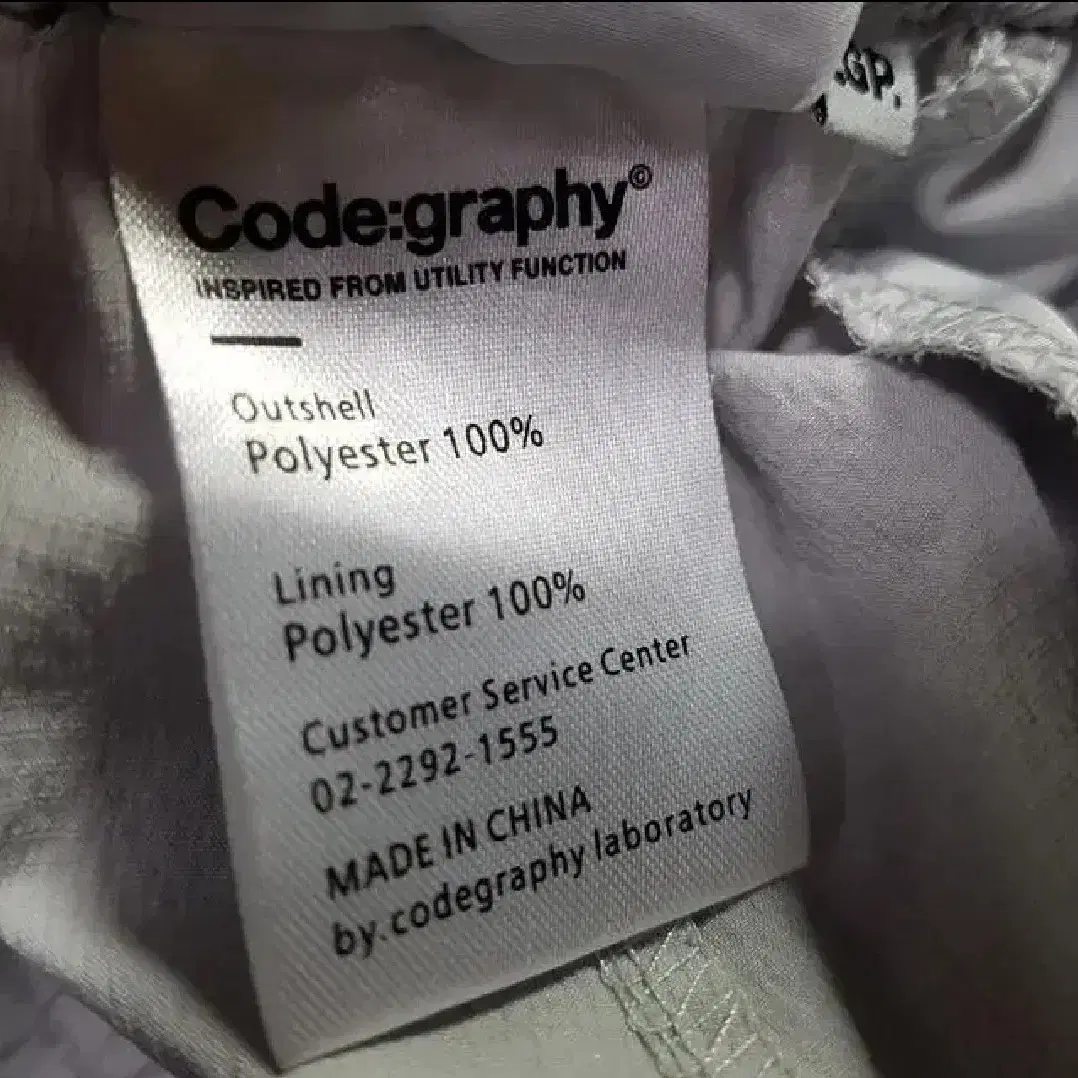 .GP.
Code:graphy©
INSPIRED FROM UTILITY FUNCTION
Outshell
Polyester 100%
Lining
Polyester 100%
Customer Service Center
02-2292-1555
MADE IN CHINA
by.codegraphy laboratory